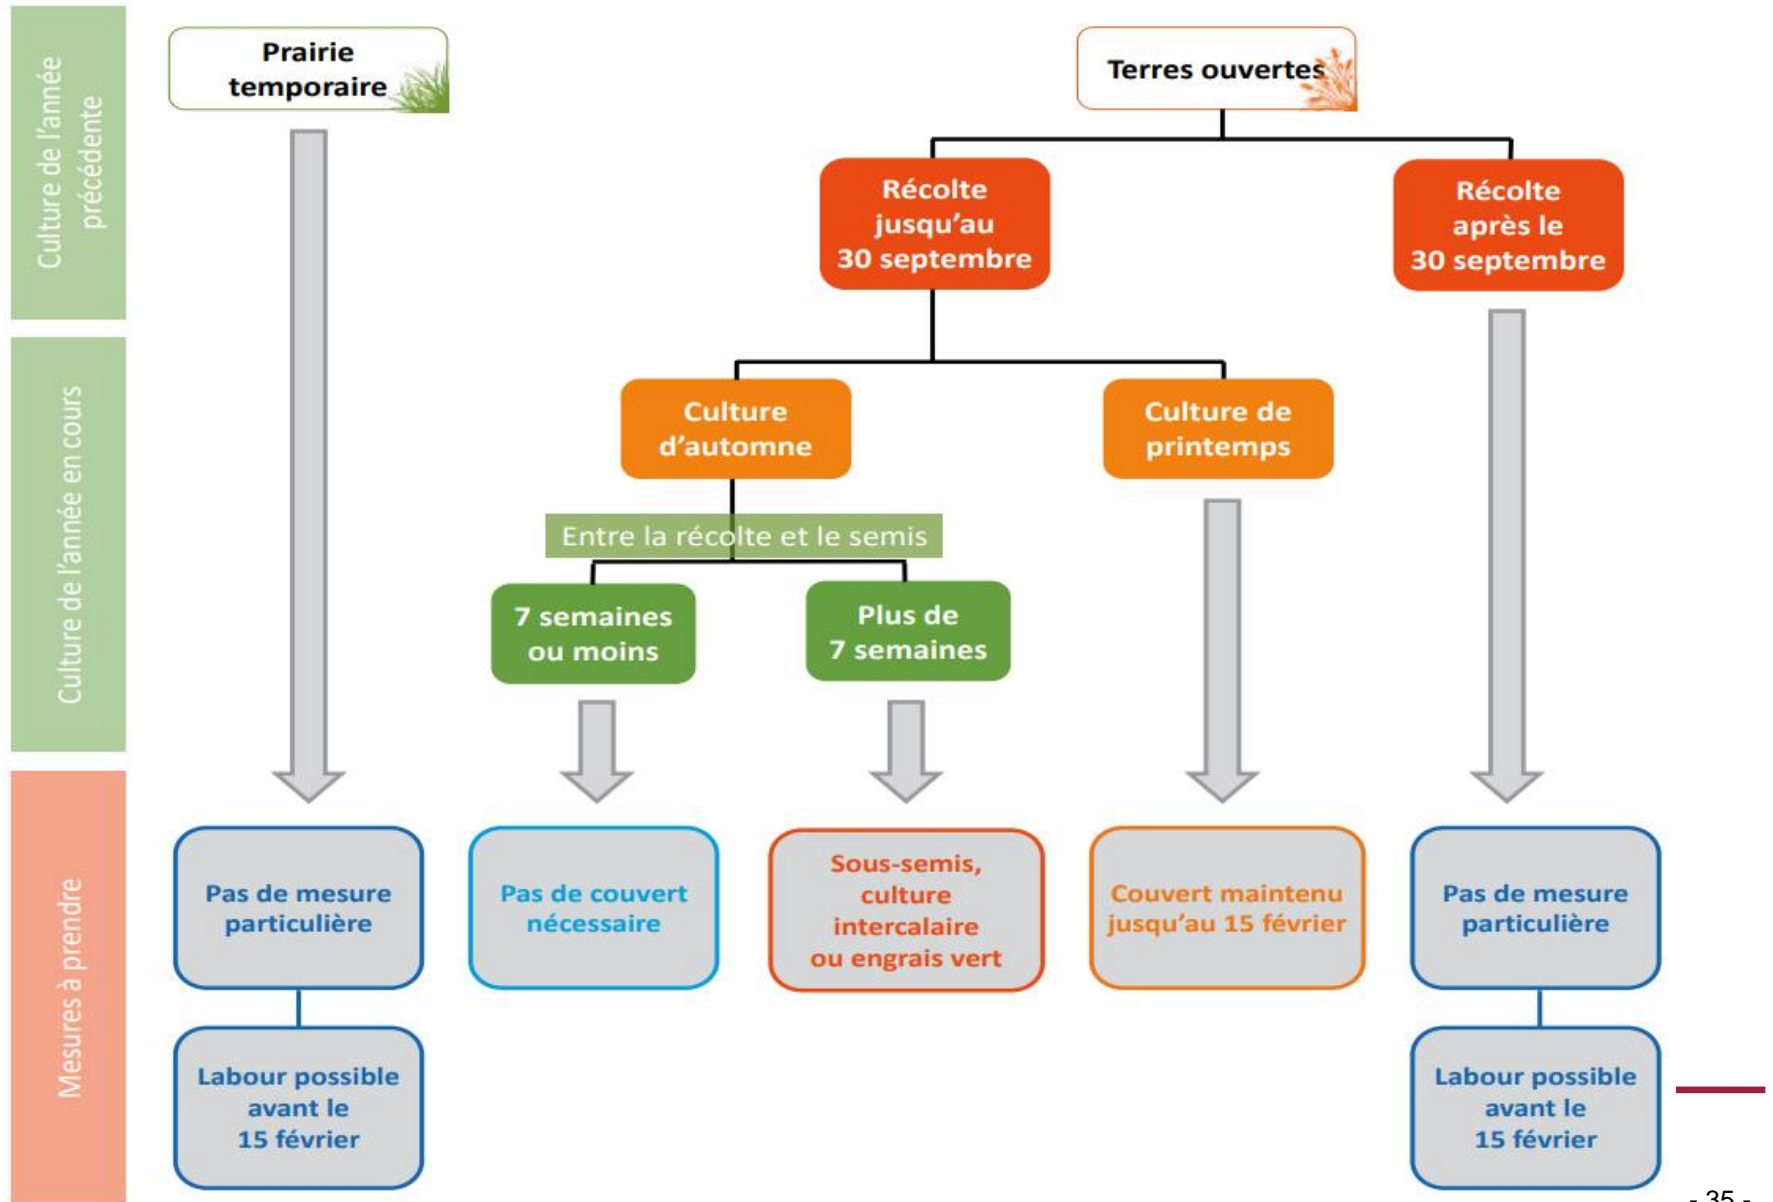 Culture de l'année
précédente
Prairie
temporaire
Terres ouvertes
Récolte
jusqu'au
30 septembre
Récolte
après le
30 septembre
Culture de l'année en cours
Culture
d'automne
Culture de
printemps
Entre la récolte et le semis
7 semaines
ou moins
Plus de
7 semaines
Mesures à prendre
Pas de mesure
particulière
Pas de couvert
nécessaire
Sous-semis,
culture
intercalaire
ou engrais vert
Couvert maintenu
jusqu'au 15 février
Pas de mesure
particulière
Labour possible
avant le
15 février
Labour possible
avant le
15 février
- 35 -